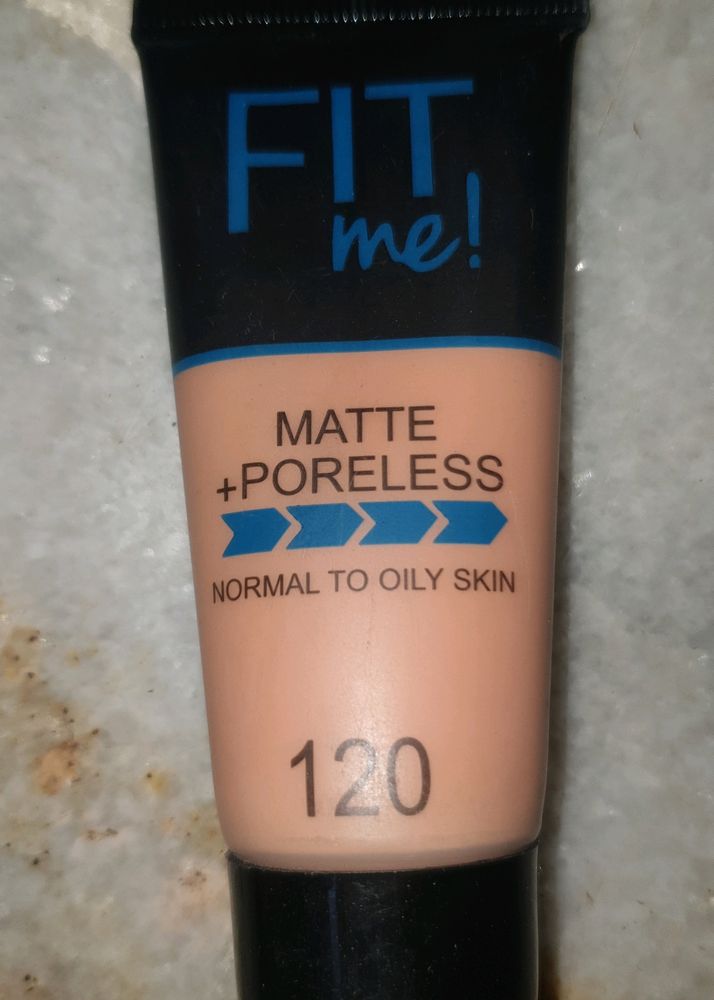 FIT
me!
MATTE
+PORELESS
NORMAL TO OILY SKIN
120